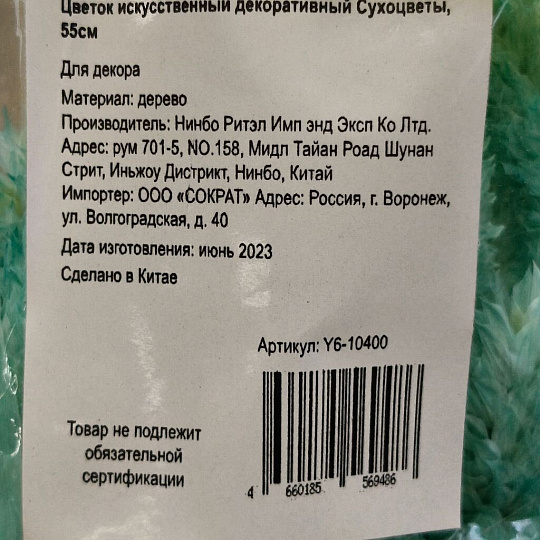 Цветок искусственный декоративный Сухоцветы,
55см
Для декора
Материал: дерево
Производитель: Нинбо Ритэл Имп энд Эксп Ко Лтд.
Адрес: рум 701-5, NO.158, Мидл Тайан Роад Шунан
Стрит, Иньжоу Дистрикт, Нинбо, Китай
Импортер: ООО «СОКРАТ» Адрес: Россия, г. Воронеж,
ул. Волгоградская, д. 40
Дата изготовления: июнь 2023
Сделано в Китае
Артикул: Y6-10400
Товар не подлежит
обязательной
сертификации
4 660185 569486